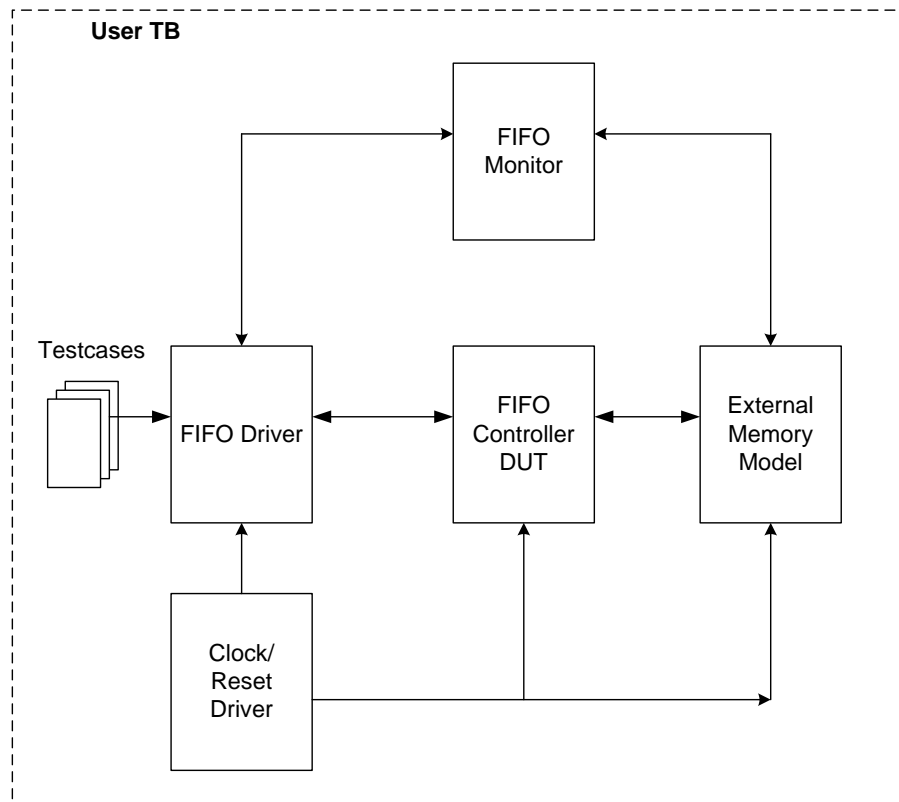 User TB
FIFO
Monitor
Testcases
FIFO Driver
FIFO
Controller
DUT
External
Memory
Model
Clock/
Reset
Driver